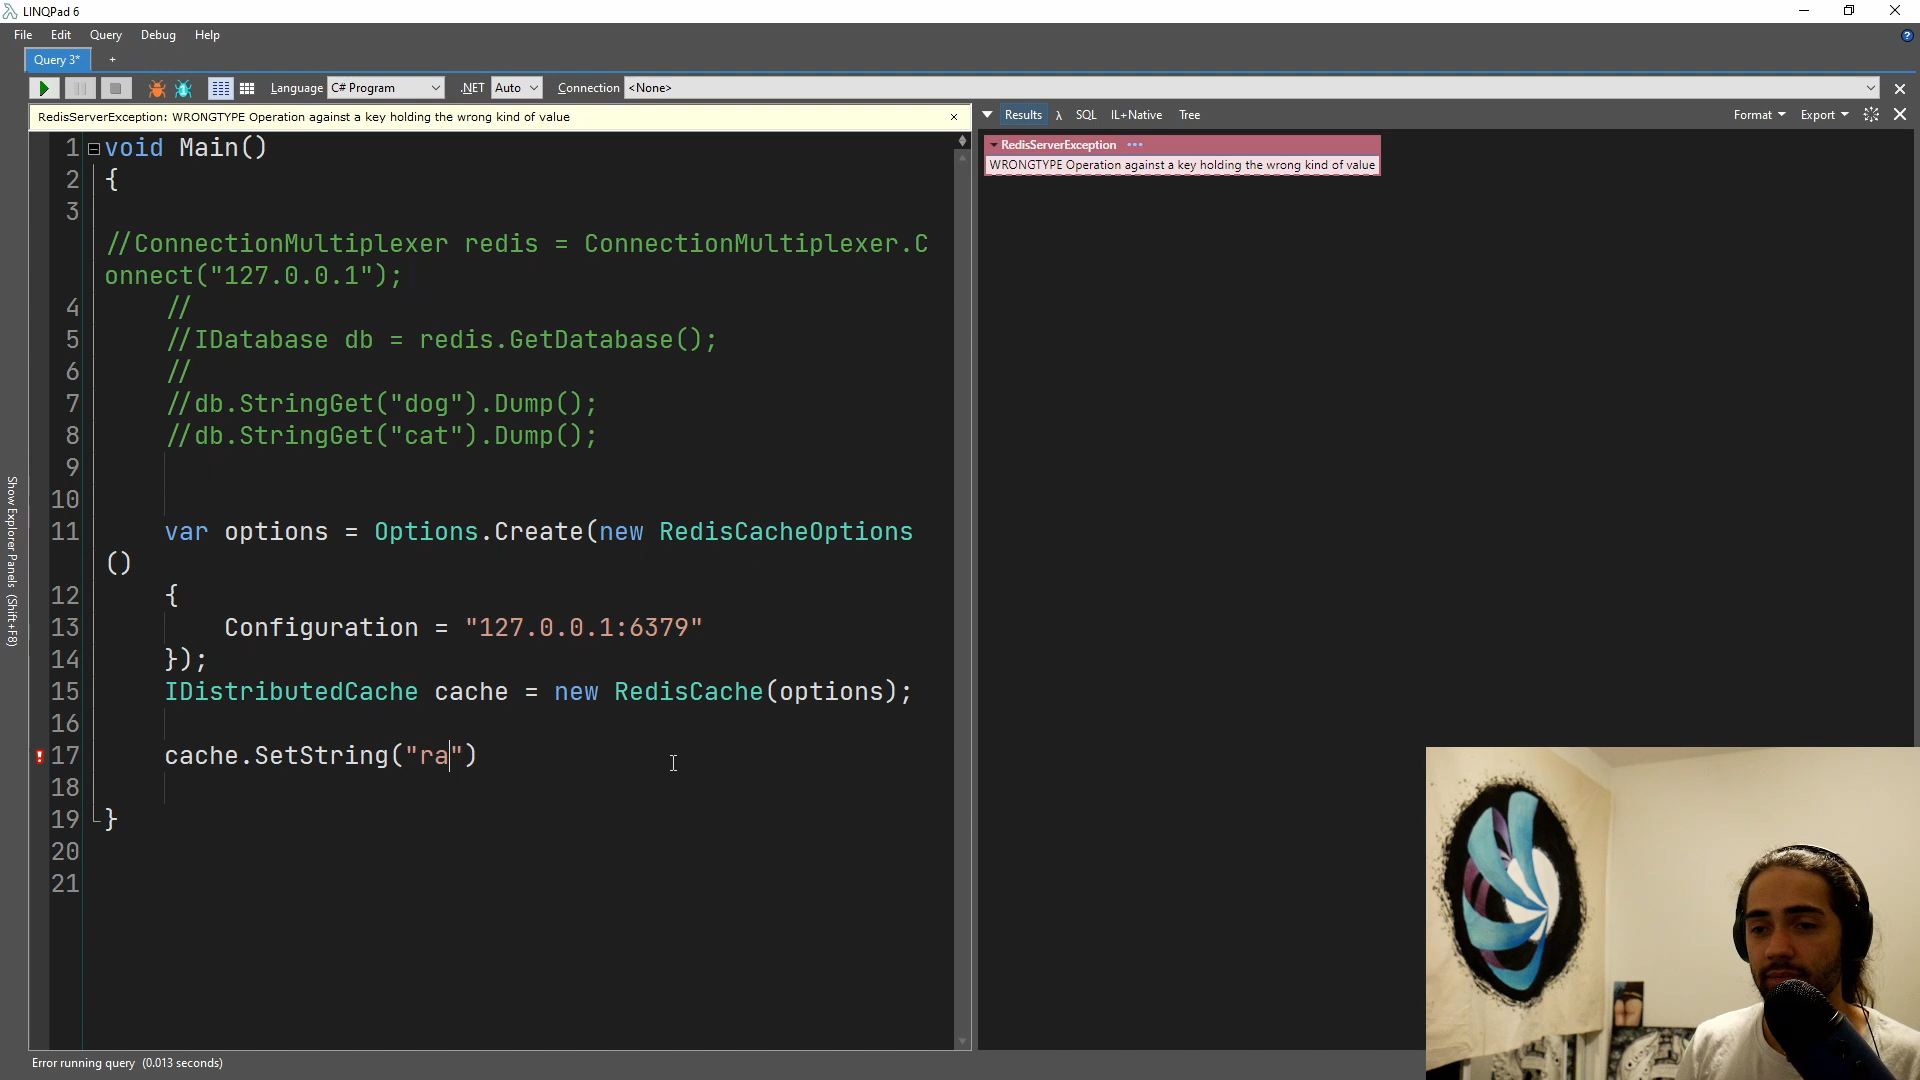 LINQPad 6
File Edit Query Debug Help
Query 3* +
Language C# Program .NET Auto Connection <None>
RedisServerException: WRONGTYPE Operation against a key holding the wrong kind of value
Results λ SQL IL+Native Tree Format Export
RedisServerException
WRONGTYPE Operation against a key holding the wrong kind of value
Show Explorer Panels (Shift+F8)
1 void Main()
2 {
3
//ConnectionMultiplexer redis = ConnectionMultiplexer.C
onnect("127.0.0.1");
4 //
5 //IDatabase db = redis.GetDatabase();
6 //
7 //db.StringGet("dog").Dump();
8 //db.StringGet("cat").Dump();
9
10
11 var options = Options.Create(new RedisCacheOptions
()
12 {
13 Configuration = "127.0.0.1:6379"
14 });
15 IDistributedCache cache = new RedisCache(options);
16
17 cache.SetString("ra")
18
19 }
20
21
Error running query (0.013 seconds)